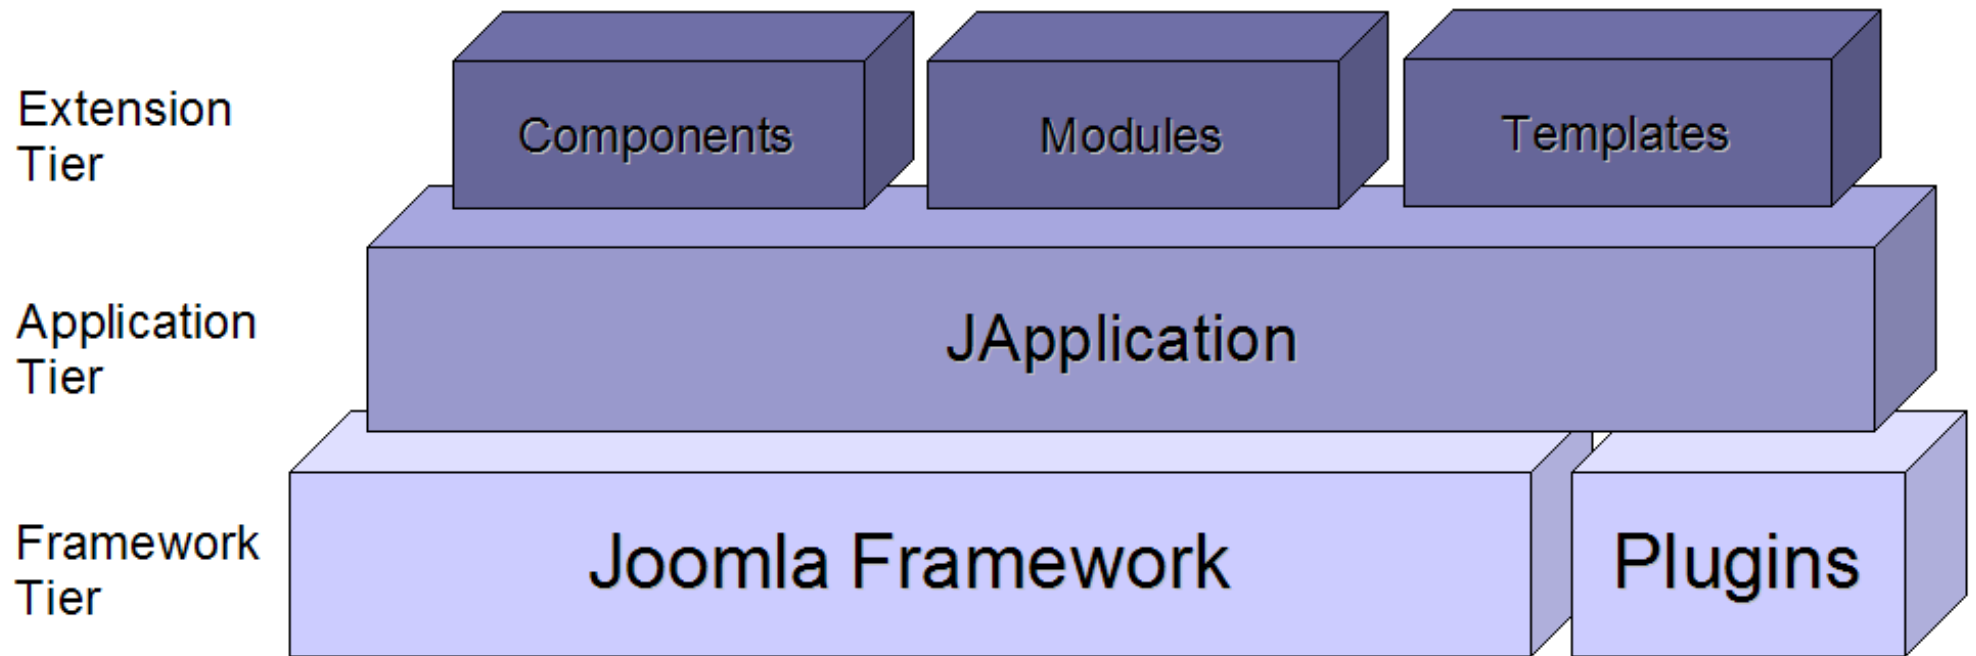 Extension
Tier
Components
Modules
Templates
Application
Tier
JApplication
Framework
Tier
Joomla Framework
Plugins